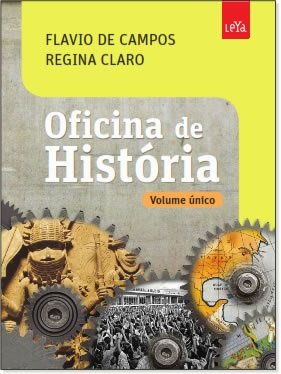 LeYa
FLAVIO DE CAMPOS
REGINA CLARO
Oficina de
História
Volume único